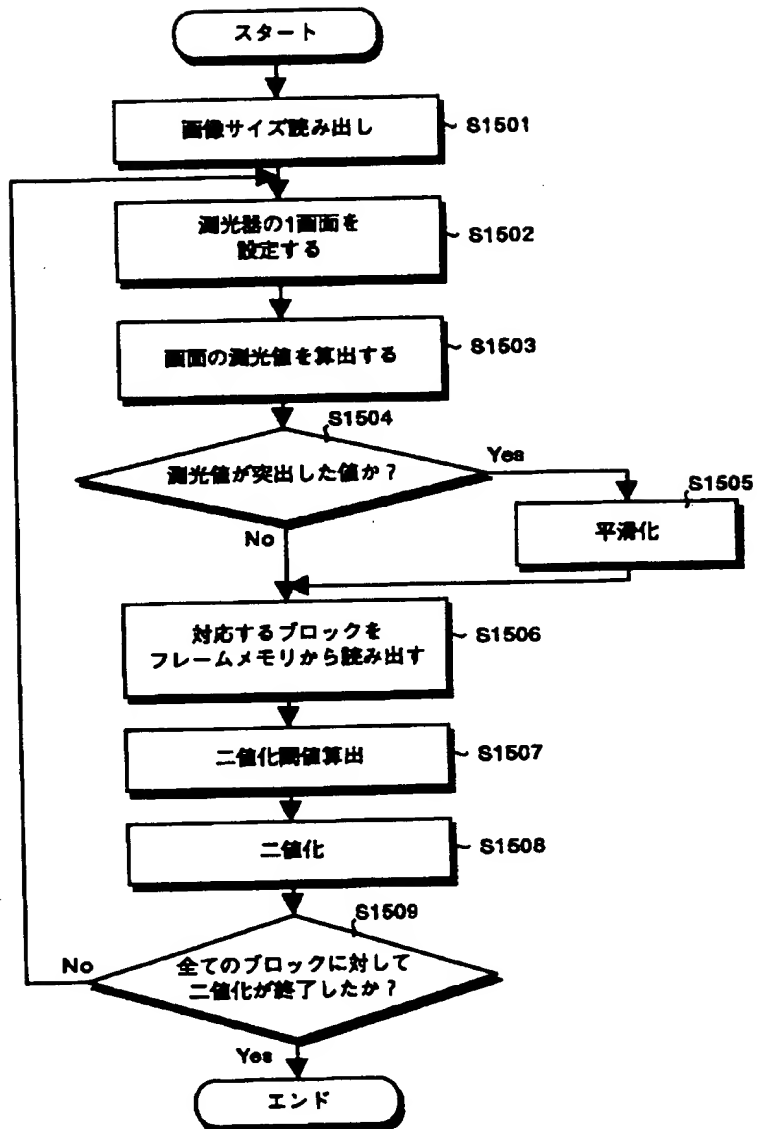 スタート
画像サイズ読み出し
S1501
測光器の1画面を
設定する
S1502
画面の測光値を算出する
S1503
S1504
測光値が突出した値か？
Yes
S1505
平滑化
No
対応するブロックを
フレームメモリから読み出す
S1506
二値化閾値算出
S1507
二値化
S1508
S1509
全てのブロックに対して
二値化が終了したか？
No
Yes
エンド